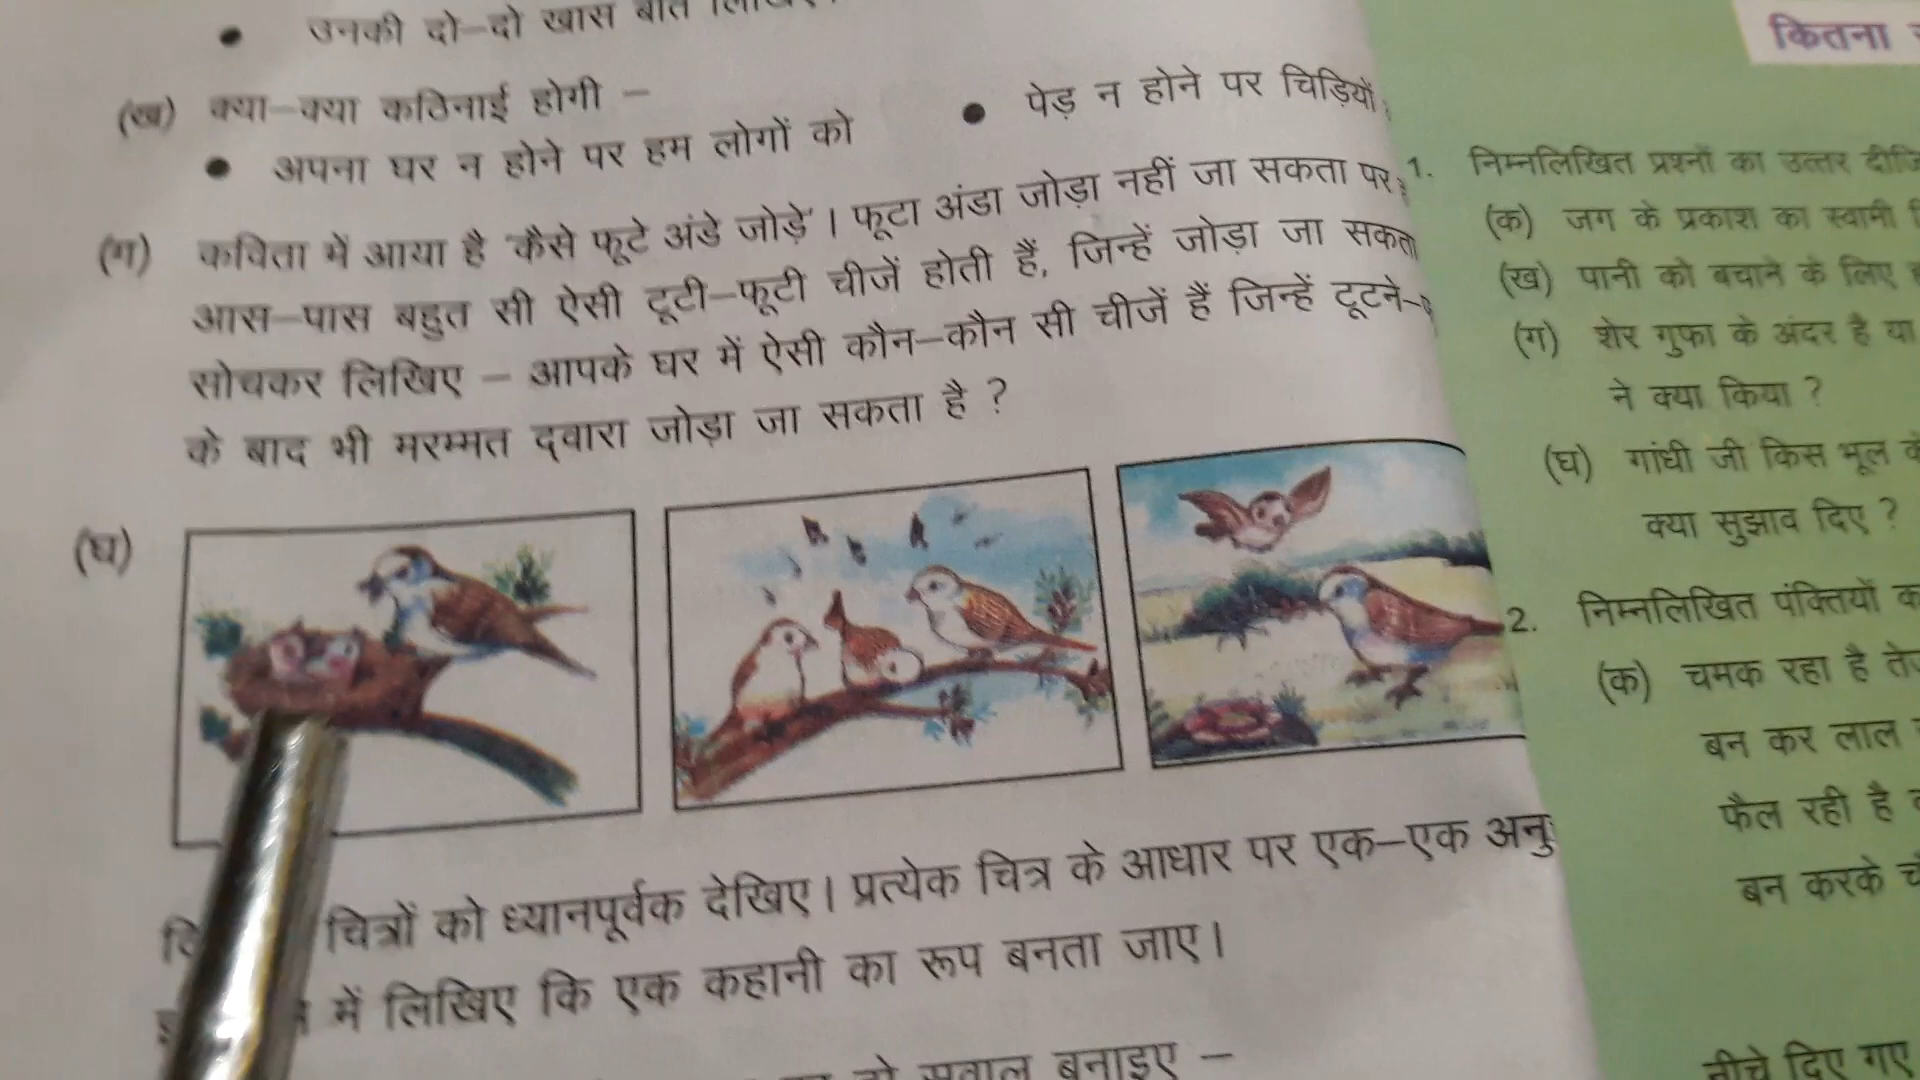 उनकी दो–दो खास बात
(ख) क्या–क्या कठिनाई होगी –
● अपना घर न होने पर हम लोगों को ● पेड़ न होने पर चिड़ियों
(ग) कविता में आया है 'कैसे फूटे अंडे जोड़े'। फूटा अंडा जोड़ा नहीं जा सकता पर
आस–पास बहुत सी ऐसी टूटी–फूटी चीजें होती हैं, जिन्हें जोड़ा जा सकता
सोचकर लिखिए – आपके घर में ऐसी कौन–कौन सी चीजें हैं जिन्हें टूटने–
के बाद भी मरम्मत द्वारा जोड़ा जा सकता है ?
(घ)
चित्रों को ध्यानपूर्वक देखिए। प्रत्येक चित्र के आधार पर एक–एक
में लिखिए कि एक कहानी का रूप बनता जाए।
सवाल बनाइए –
कितना
1. निम्नलिखित प्रश्नों का उत्तर
(क) जग के प्रकाश का स्वामी
(ख) पानी को बचाने के लिए
(ग) शेर गुफा के अंदर है या
ने क्या किया ?
(घ) गांधी जी किस भूल
क्या सुझाव दिए ?
2. निम्नलिखित पंक्तियों
(क) चमक रहा है
बन कर लाल
फैल रही है
बन करके
नीचे दिए गए